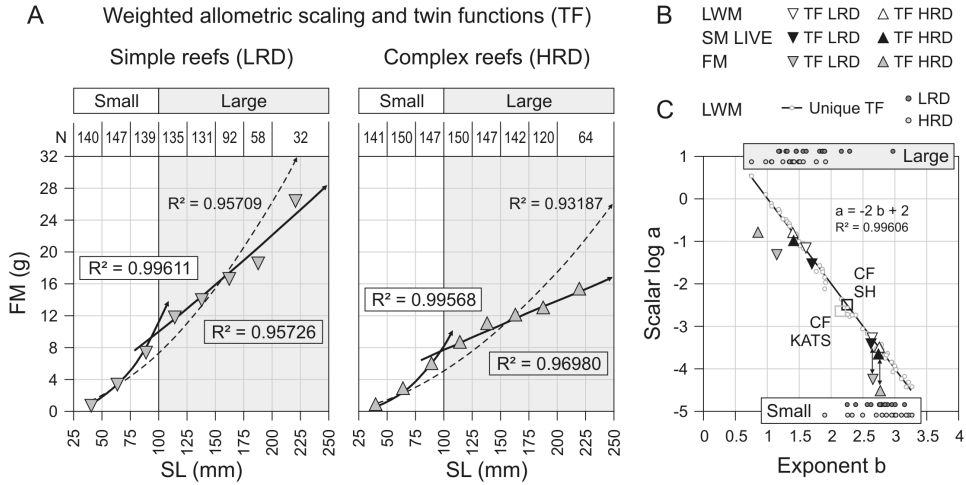 A Weighted allometric scaling and twin functions (TF)
Simple reefs (LRD) Complex reefs (HRD)
Small Large Small Large
N 140 147 139 135 131 92 58 32 141 150 147 150 147 142 120 64
32
28
24
20
16
12
8
4
0
FM (g)
R² = 0.95709
R² = 0.99611
R² = 0.95726
0.93187
R² = 0.99568
R² = 0.96980
25 50 75 100 125 150 175 200 225 250
SL (mm)
25 50 75 100 125 150 175 200 225 250
SL (mm)
B LWM TF LRD TF HRD
SM LIVE TF LRD TF HRD
FM TF LRD TF HRD
C LWM Unique TF LRD
HRD
Large
1
0
-1
-2
-3
-4
-5
Scalar log a
a = -2 b + 2
R² = 0.99606
CF
SH
CF
KATS
Small
0 0.5 1 1.5 2 2.5 3 3.5 4
Exponent b